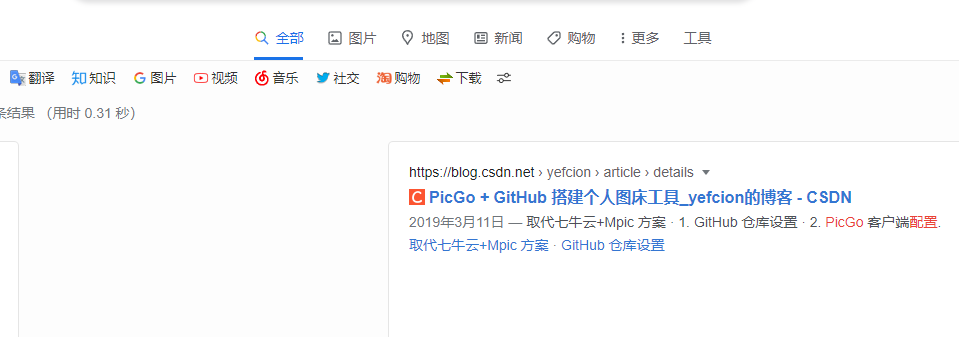 全部 图片 地图 新闻 购物 更多 工具
翻译 知 知识 图片 视频 音乐 社交 淘 购物 下载
条结果 （用时 0.31 秒）
https://blog.csdn.net › yefcion › article › details
C PicGo + GitHub 搭建个人图床工具_yefcion的博客 - CSDN
2019年3月11日 — 取代七牛云+Mpic 方案 · 1. GitHub 仓库设置 · 2. PicGo 客户端配置.
取代七牛云+Mpic 方案 · GitHub 仓库设置